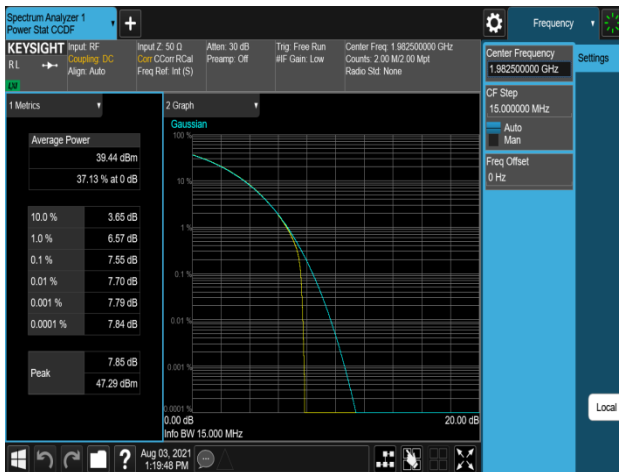 Spectrum Analyzer 1
Power Stat CCDF
+
Frequency
KEYSIGHT
RL
Input: RF
Coupling: DC
Align: Auto
Input Z: 50 Ω
Corr CCorr RCal
Freq Ref: Int (S)
Atten: 30 dB
Preamp: Off
Trig: Free Run
#IF Gain: Low
Center Freq: 1.982500000 GHz
Counts: 2.00 M/2.00 Mpt
Radio Std: None
Center Frequency
1.982500000 GHz
Settings
CF Step
15.000000 MHz
Auto
Man
Freq Offset
0 Hz
Local
1 Metrics
Average Power
39.44 dBm
37.13 % at 0 dB
10.0 % 3.65 dB
1.0 % 6.57 dB
0.1 % 7.55 dB
0.01 % 7.70 dB
0.001 % 7.79 dB
0.0001 % 7.84 dB
Peak
7.85 dB
47.29 dBm
2 Graph
Gaussian
100 %
10 %
1 %
0.1 %
0.01 %
0.001 %
0.0001 %
0.00 dB 20.00 dB
Info BW 15.000 MHz
?
Aug 03, 2021
1:19:48 PM